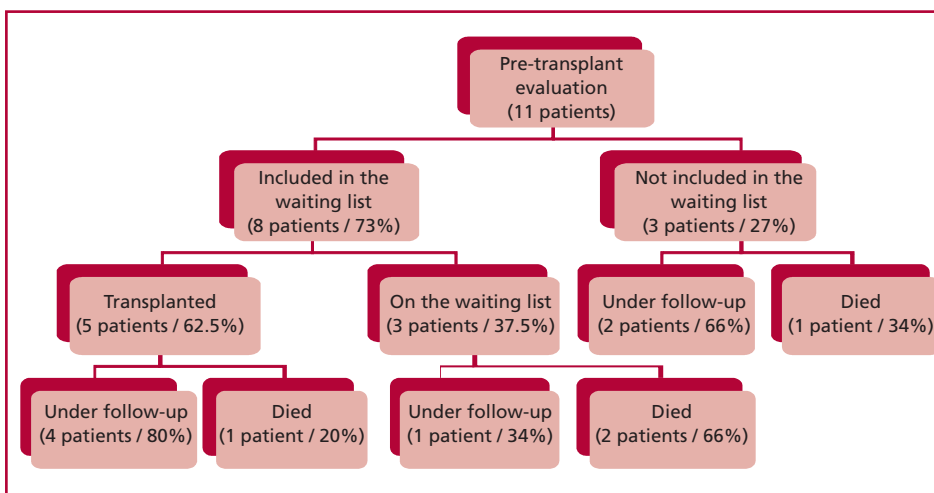 Pre-transplant
evaluation
(11 patients)
Included in the
waiting list
(8 patients / 73%)
Not included in the
waiting list
(3 patients / 27%)
Transplanted
(5 patients / 62.5%)
On the waiting list
(3 patients / 37.5%)
Under follow-up
(2 patients / 66%)
Died
(1 patient / 34%)
Under follow-up
(4 patients / 80%)
Died
(1 patient / 20%)
Under follow-up
(1 patient / 34%)
Died
(2 patients / 66%)